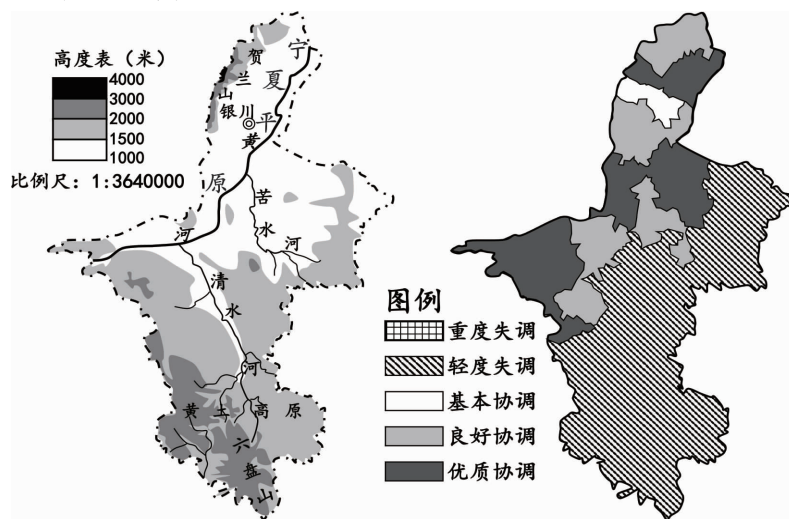 高度表（米）
4000
3000
2000
1500
1000
比例尺：1:3640000
宁夏平原
贺兰山
银川
黄河
苦水河
清水河
黄土高原
六盘山
图例
重度失调
轻度失调
基本协调
良好协调
优质协调